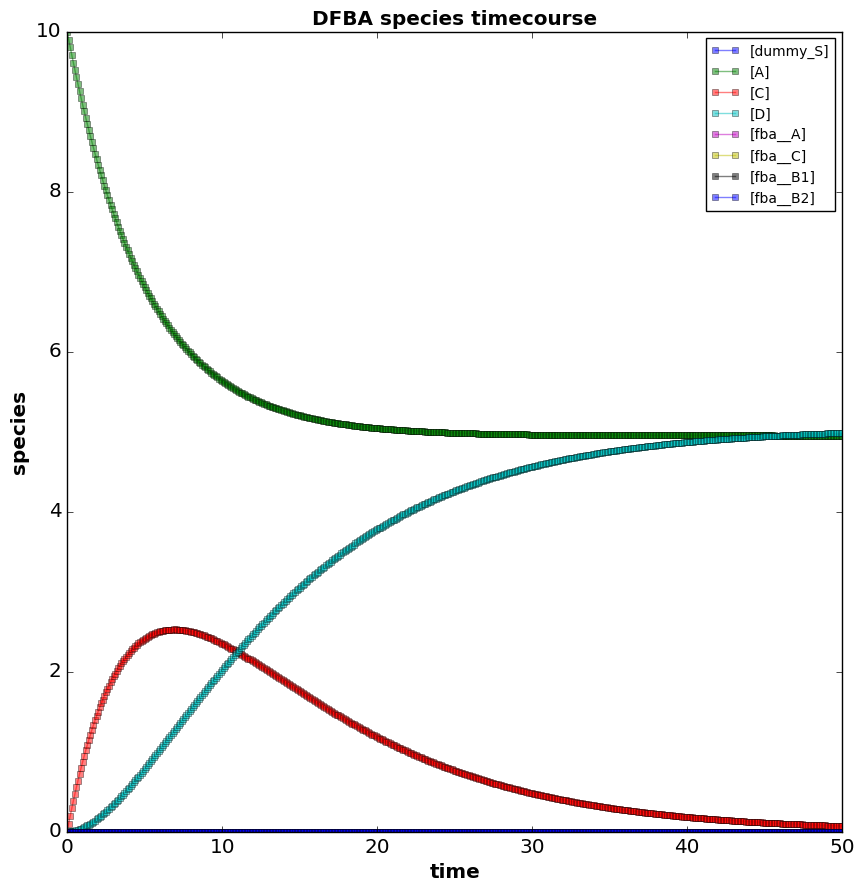 DFBA species timecourse
10
8
6
4
2
0
species
[dummy_S]
[A]
[C]
[D]
[fba__A]
[fba__C]
[fba__B1]
[fba__B2]
0 10 20 30 40 50
time